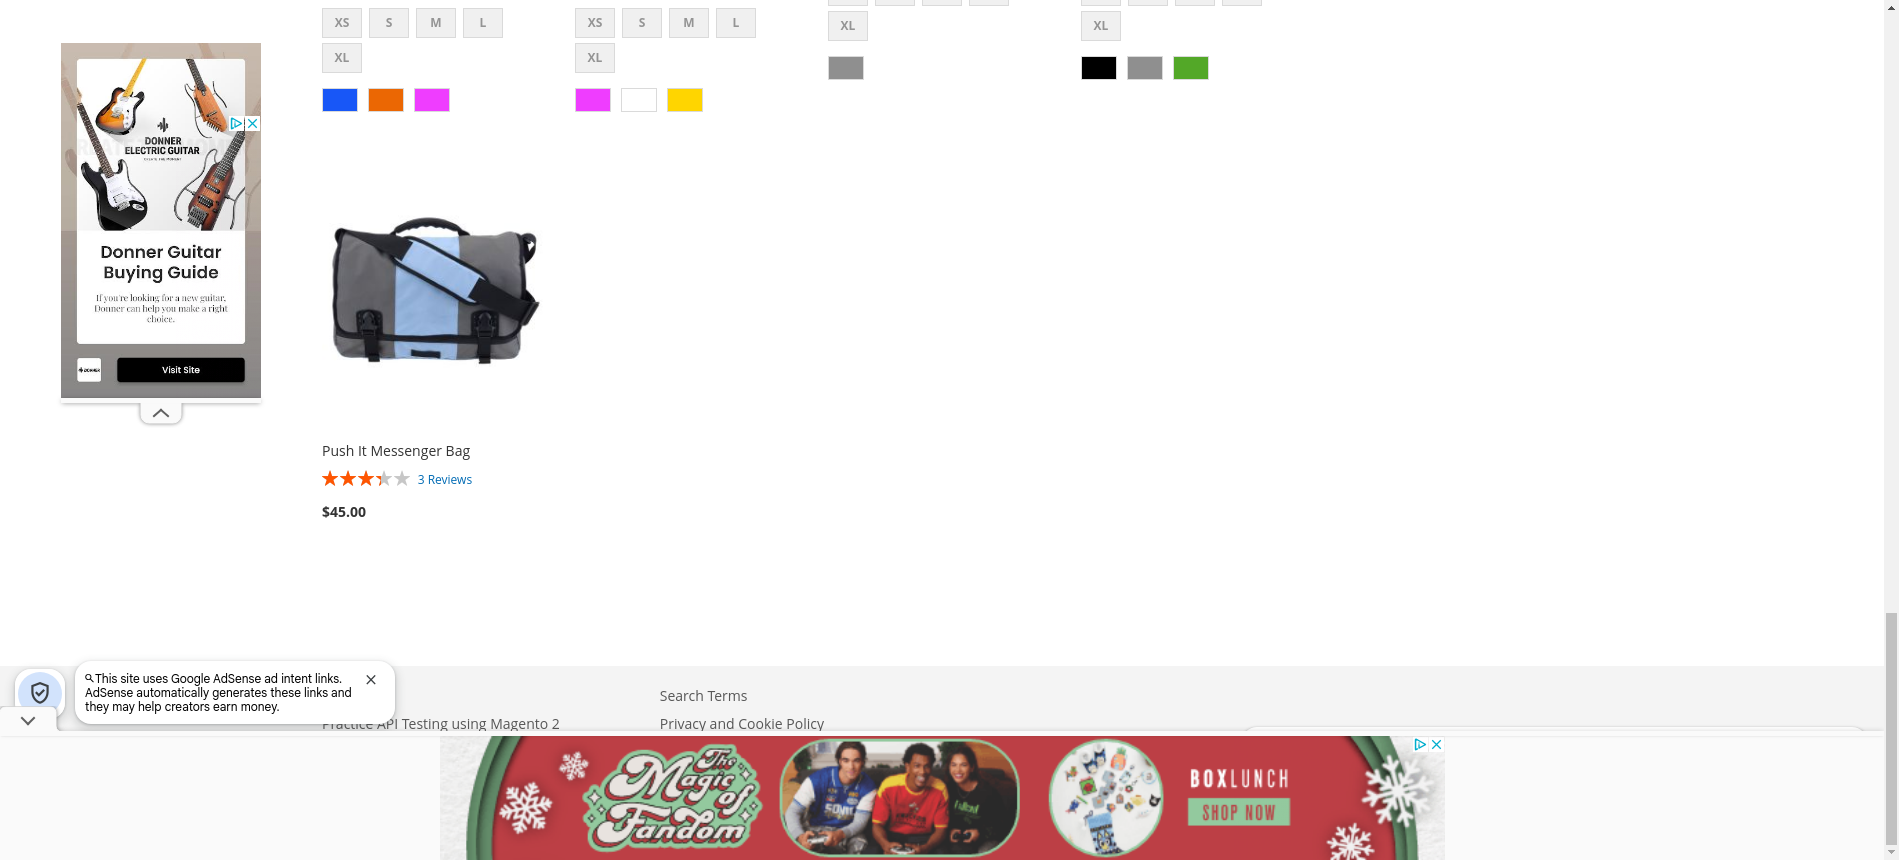 XS S M L
XS S M L
XL
XL
XL
XL
DONNER
ELECTRIC GUITAR
Donner Guitar
Buying Guide
If you're looking for a new guitar,
Donner can help you make a right
choice.
DONNER
Visit Site
Push It Messenger Bag
3 Reviews
$45.00
This site uses Google AdSense ad intent links.
AdSense automatically generates these links and
they may help creators earn money.
Search Terms
Practice API Testing using Magento 2
Privacy and Cookie Policy
The
Magic
of
Fandom
BOXLUNCH
SHOP NOW